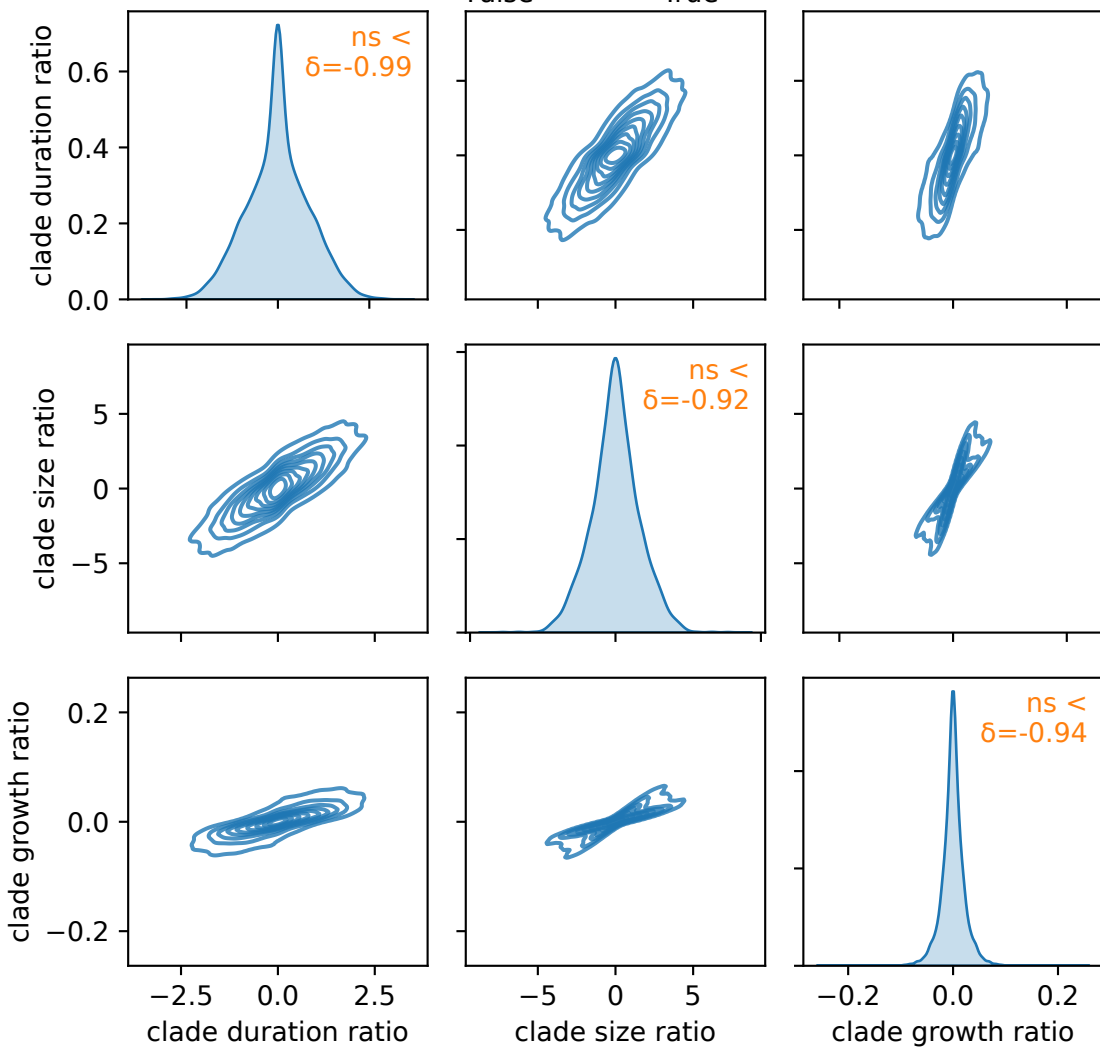 clade duration ratio
0.6
0.4
0.2
0.0
ns <
δ=-0.99
clade size ratio
5
0
−5
ns <
δ=-0.92
clade growth ratio
0.2
0.0
−0.2
ns <
δ=-0.94
−2.5 0.0 2.5
−5 0 5
−0.2 0.0 0.2
clade duration ratio
clade size ratio
clade growth ratio